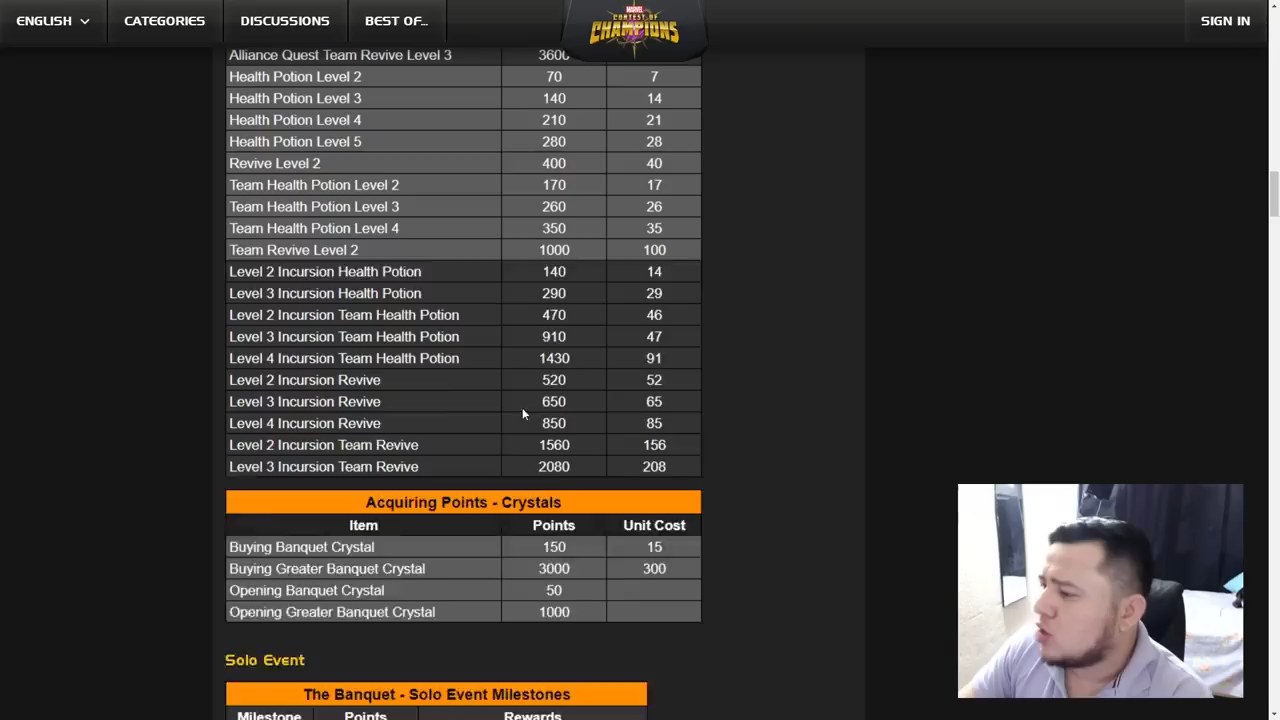 ENGLISH CATEGORIES DISCUSSIONS BEST OF... MARVEL CONTEST OF CHAMPIONS SIGN IN
Alliance Quest Team Revive Level 3 3600
Health Potion Level 2 70 7
Health Potion Level 3 140 14
Health Potion Level 4 210 21
Health Potion Level 5 280 28
Revive Level 2 400 40
Team Health Potion Level 2 170 17
Team Health Potion Level 3 260 26
Team Health Potion Level 4 350 35
Team Revive Level 2 1000 100
Level 2 Incursion Health Potion 140 14
Level 3 Incursion Health Potion 290 29
Level 2 Incursion Team Health Potion 470 46
Level 3 Incursion Team Health Potion 910 47
Level 4 Incursion Team Health Potion 1430 91
Level 2 Incursion Revive 520 52
Level 3 Incursion Revive 650 65
Level 4 Incursion Revive 850 85
Level 2 Incursion Team Revive 1560 156
Level 3 Incursion Team Revive 2080 208
Acquiring Points - Crystals
Item Points Unit Cost
Buying Banquet Crystal 150 15
Buying Greater Banquet Crystal 3000 300
Opening Banquet Crystal 50
Opening Greater Banquet Crystal 1000
Solo Event
The Banquet - Solo Event Milestones
Milestone Points Rewards